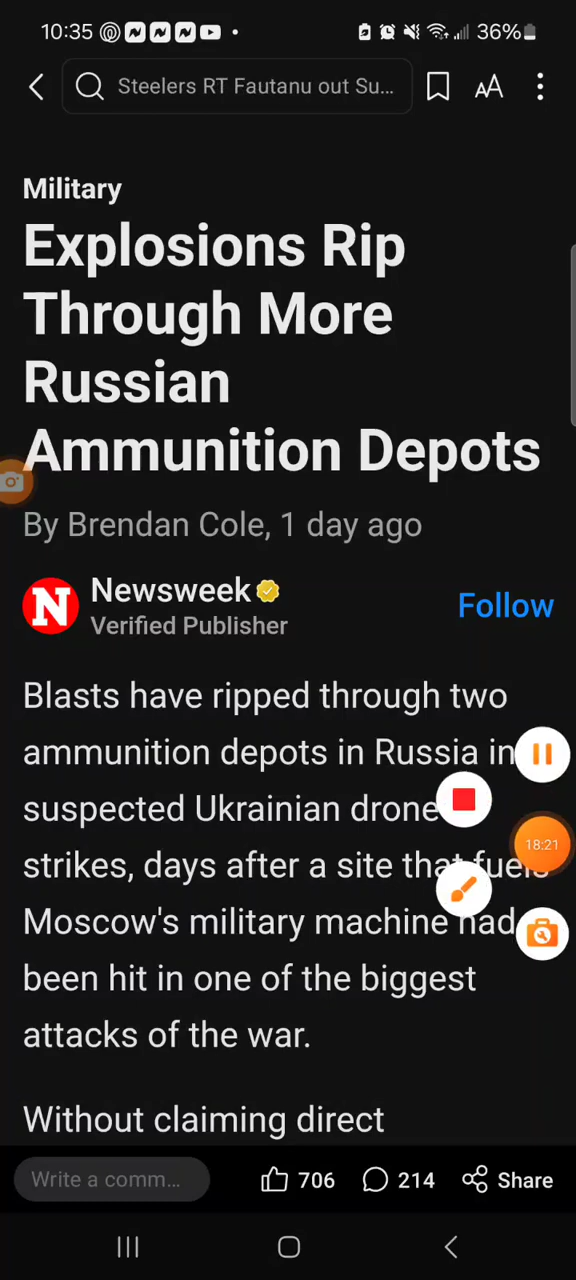 10:35
36%
Steelers RT Fautanu out Su...
AA
Military
Explosions Rip
Through More
Russian
Ammunition Depots
By Brendan Cole, 1 day ago
N
Newsweek
Verified Publisher
Follow
Blasts have ripped through two
ammunition depots in Russia in
suspected Ukrainian drone
strikes, days after a site that fuels
18:21
Moscow's military machine had
been hit in one of the biggest
attacks of the war.
Without claiming direct
Write a comm...
706
214
Share